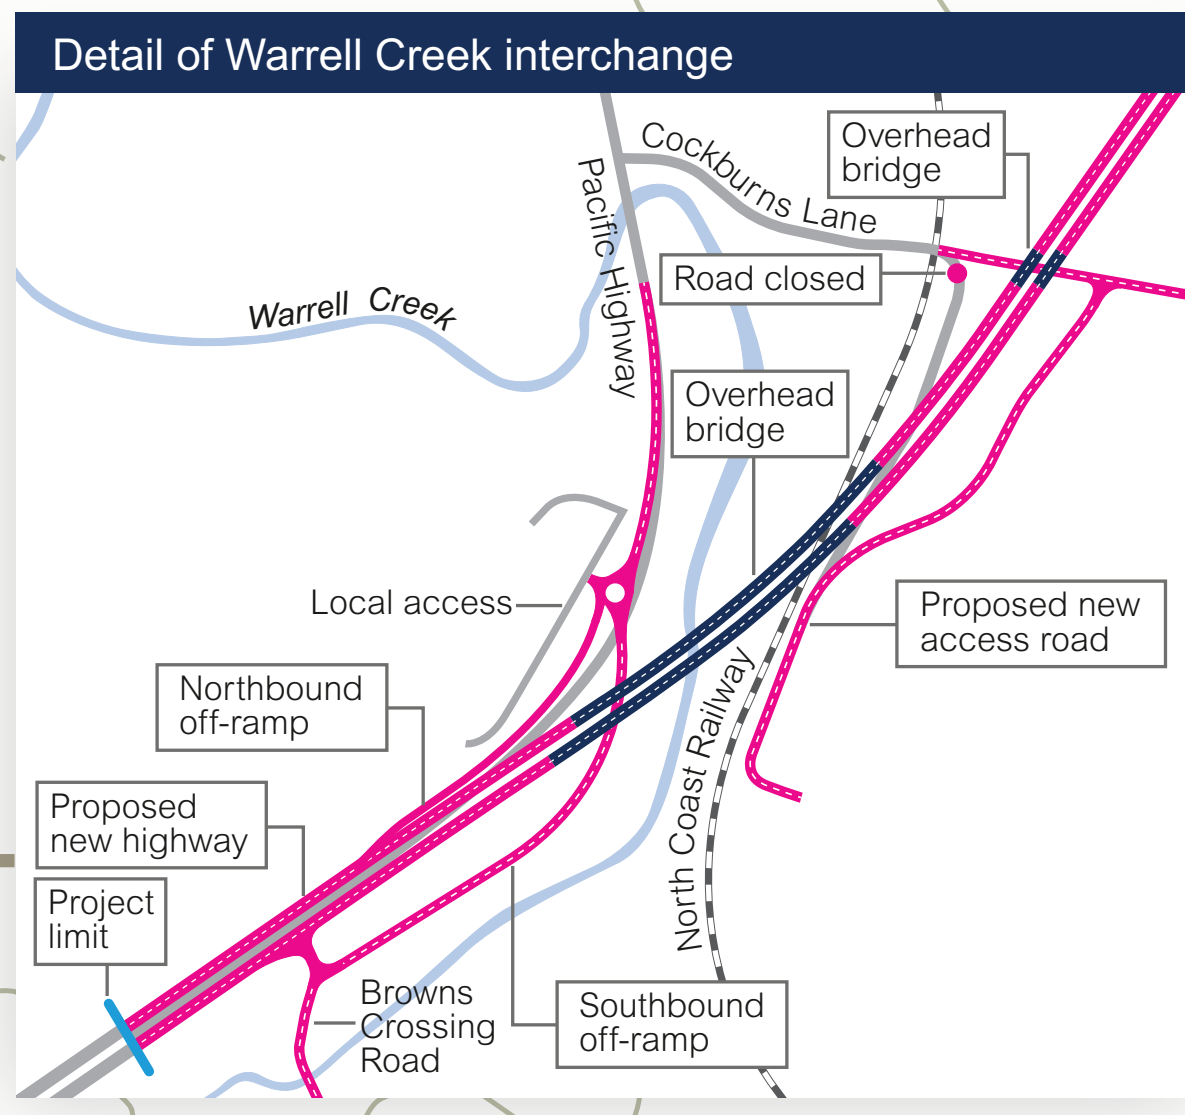 Detail of Warrell Creek interchange
Overhead
bridge
Cockburns Lane
Pacific Highway
Road closed
Warrell Creek
Overhead
bridge
Local access
Proposed new
access road
Northbound
off-ramp
North Coast Railway
Proposed
new highway
Project
limit
Browns
Crossing
Road
Southbound
off-ramp